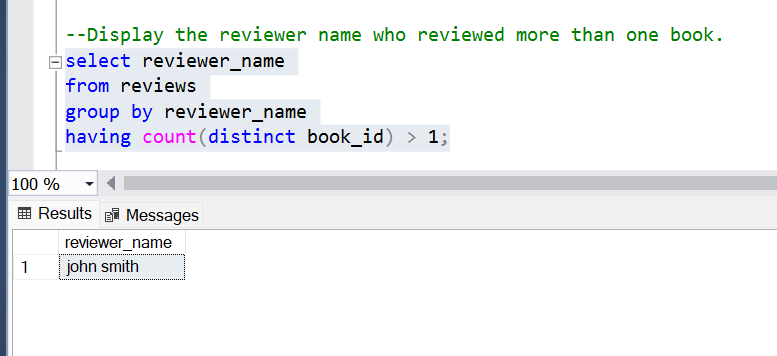 --Display the reviewer name who reviewed more than one book.
select reviewer_name
from reviews
group by reviewer_name
having count(distinct book_id) > 1;
100 %
Results Messages
reviewer_name
1 john smith